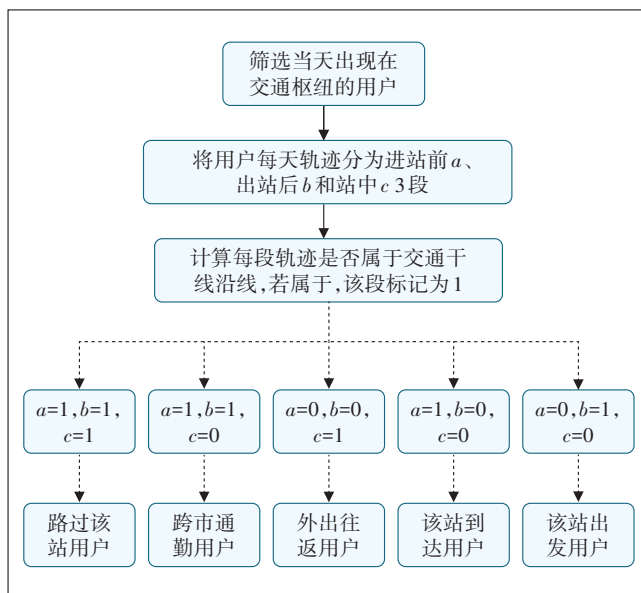 筛选当天出现在
交通枢纽的用户
将用户每天轨迹分为进站前a、
出站后b和站中c 3段
计算每段轨迹是否属于交通干
线沿线,若属于,该段标记为1
a=1,b=1,
c=1
a=1,b=1,
c=0
a=0,b=0,
c=1
a=1,b=0,
c=0
a=0,b=1,
c=0
路过该
站用户
跨市通
勤用户
外出往
返用户
该站到
达用户
该站出
发用户